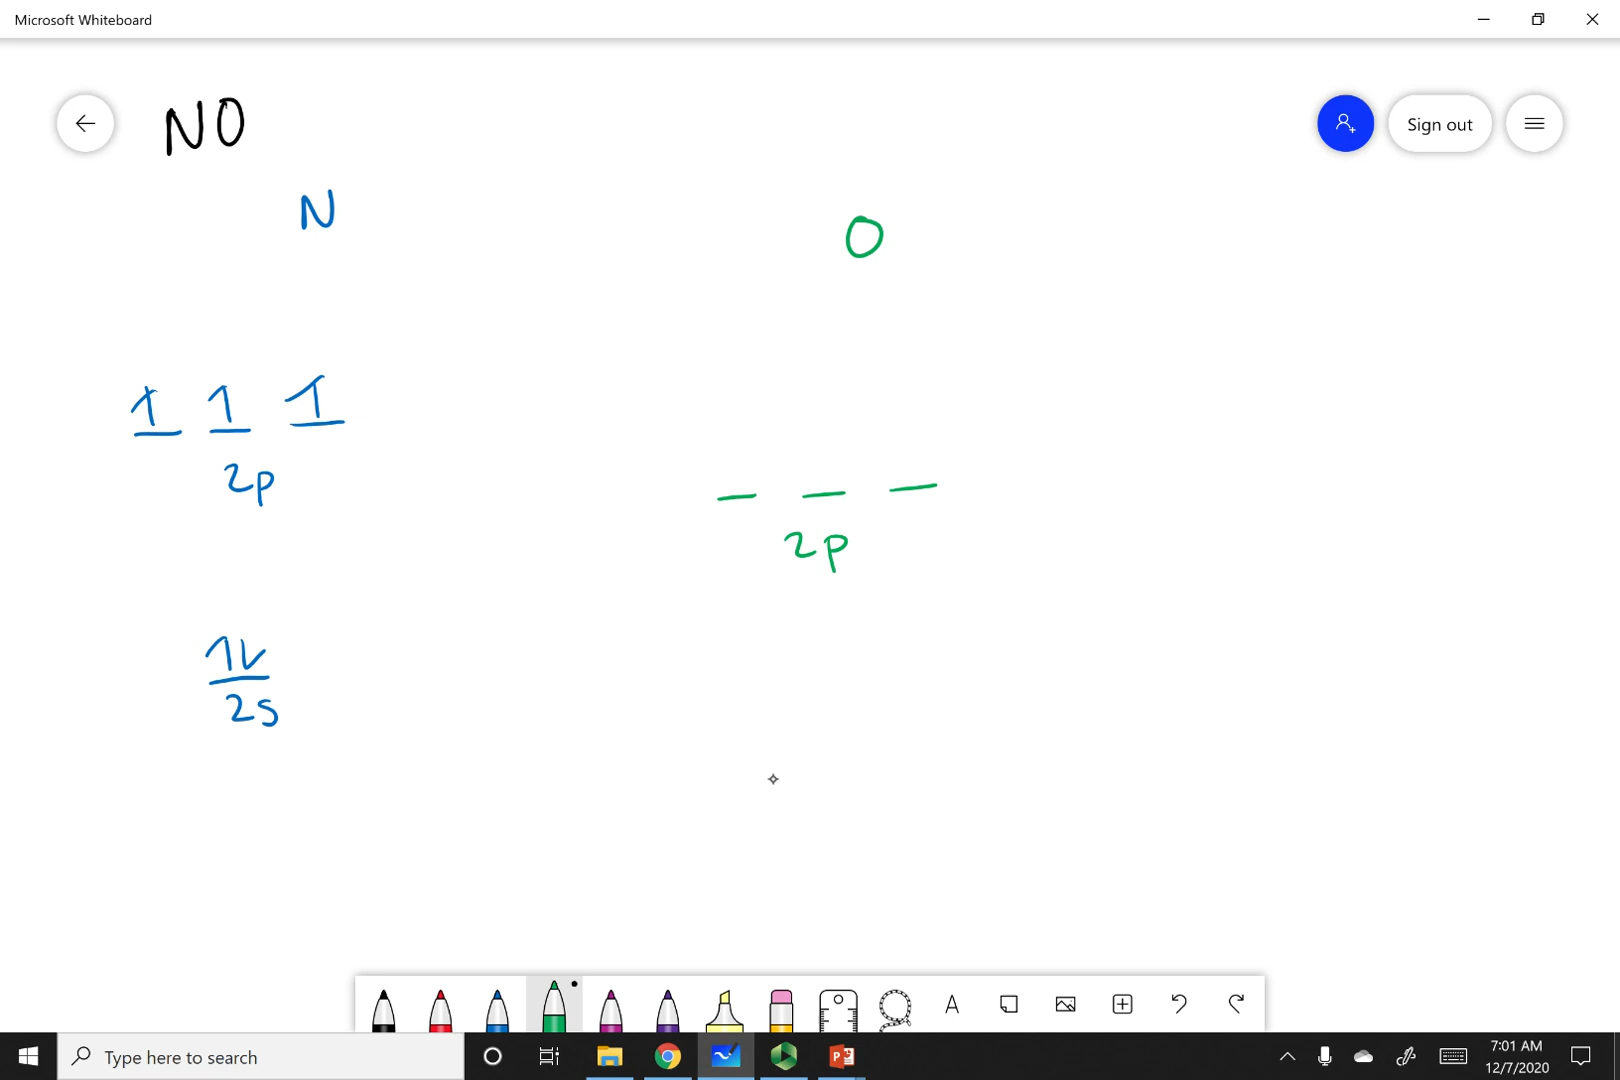 Microsoft Whiteboard
NO
Sign out
N
O
1 1 1
2p
2p
1v
2s
A
Type here to search
7:01 AM
12/7/2020